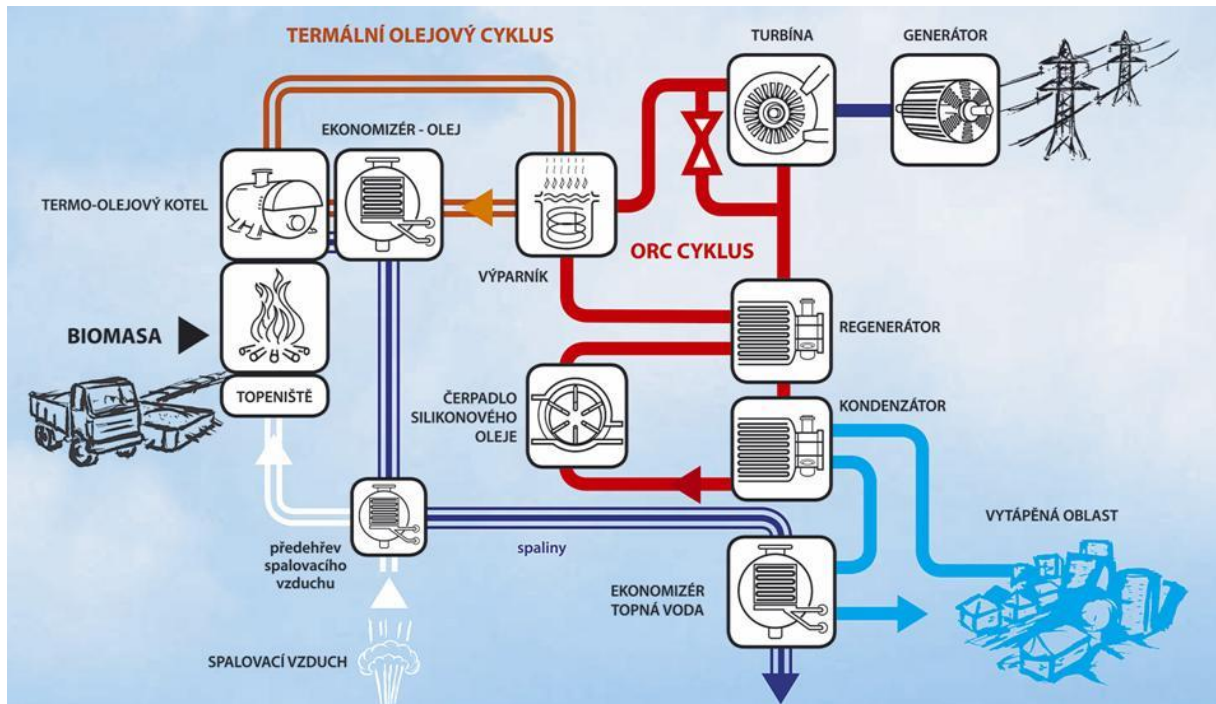 TERMÁLNÍ OLEJOVÝ CYKLUS
TURBÍNA
GENERÁTOR
EKONOMIZÉR - OLEJ
TERMO-OLEJOVÝ KOTEL
VÝPARNÍK
ORC CYKLUS
BIOMASA
TOPENIŠTĚ
REGENERÁTOR
ČERPADLO
SILIKONOVÉHO
OLEJE
KONDENZÁTOR
předehřev
spalovacího
vzduchu
spaliny
VYTÁPĚNÁ OBLAST
EKONOMIZÉR
TOPNÁ VODA
SPALOVACÍ VZDUCH